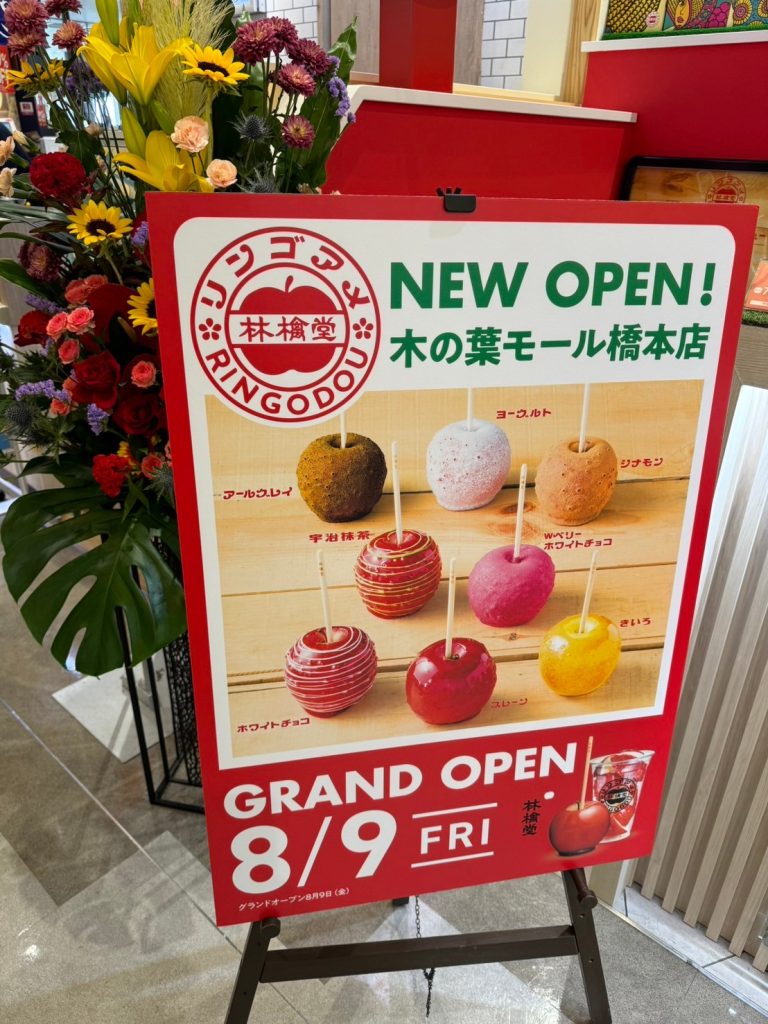 リンゴアメ
林檎堂
RINGODOU
NEW OPEN!
木の葉モール橋本店
ヨーグルト
アールグレイ
シナモン
宇治抹茶
Wベリー
ホワイトチョコ
きいろ
ホワイトチョコ
プレーン
GRAND OPEN
8/9 FRI
林檎堂
グランドオープン8月9日(金)